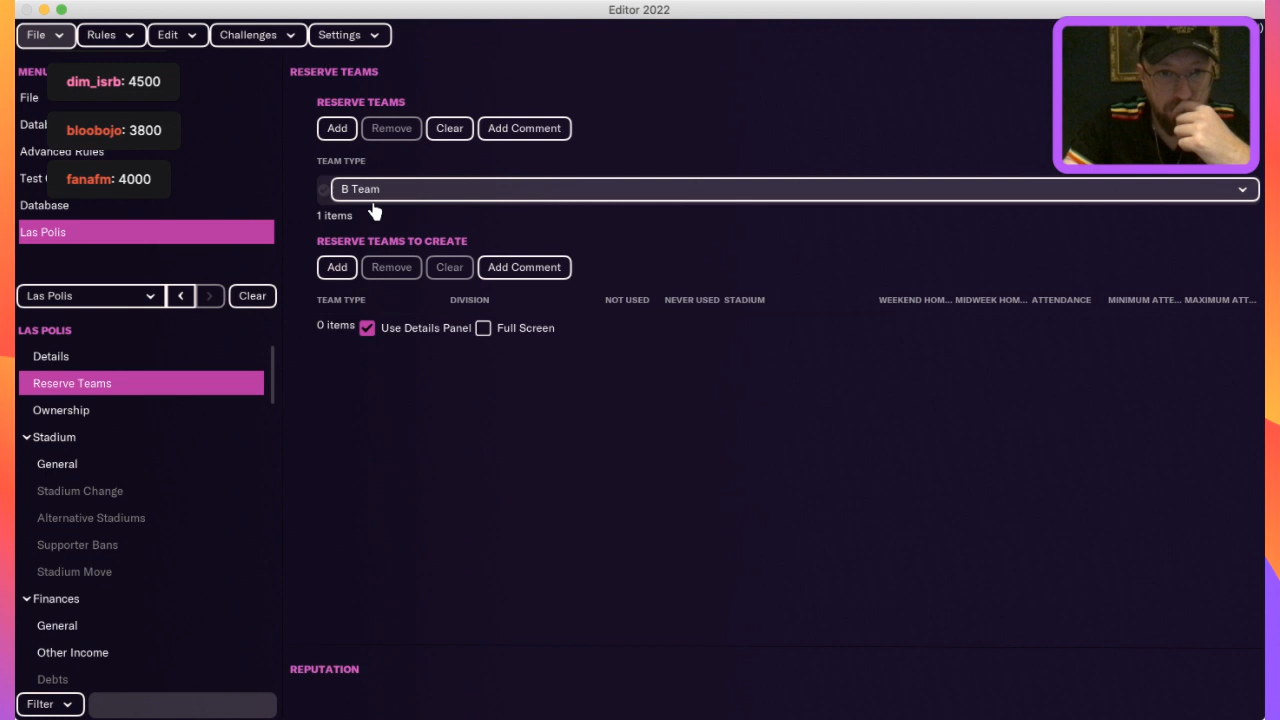 Editor 2022
File
Rules
Edit
Challenges
Settings
MENU
dim_isrb: 4500
File
bloobojo: 3800
Advanced Rules
fanafm: 4000
Database
Las Polis
Las Polis
Clear
LAS POLIS
Details
Reserve Teams
Ownership
Stadium
General
Stadium Change
Alternative Stadiums
Supporter Bans
Stadium Move
Finances
General
Other Income
Debts
Filter
RESERVE TEAMS
RESERVE TEAMS
Add Remove Clear Add Comment
TEAM TYPE
B Team
1 items
RESERVE TEAMS TO CREATE
Add Remove Clear Add Comment
TEAM TYPE DIVISION NOT USED NEVER USED STADIUM WEEKEND HOM... MIDWEEK HOM... ATTENDANCE MINIMUM ATTE... MAXIMUM ATT...
0 items Use Details Panel Full Screen
REPUTATION